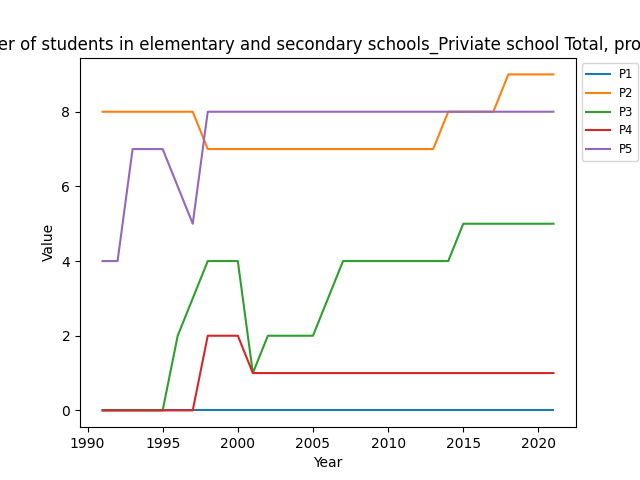 er of students in elementary and secondary schools_Priviate school Total, pro
P1
P2
P3
P4
P5
8
6
4
2
0
Value
1990 1995 2000 2005 2010 2015 2020
Year